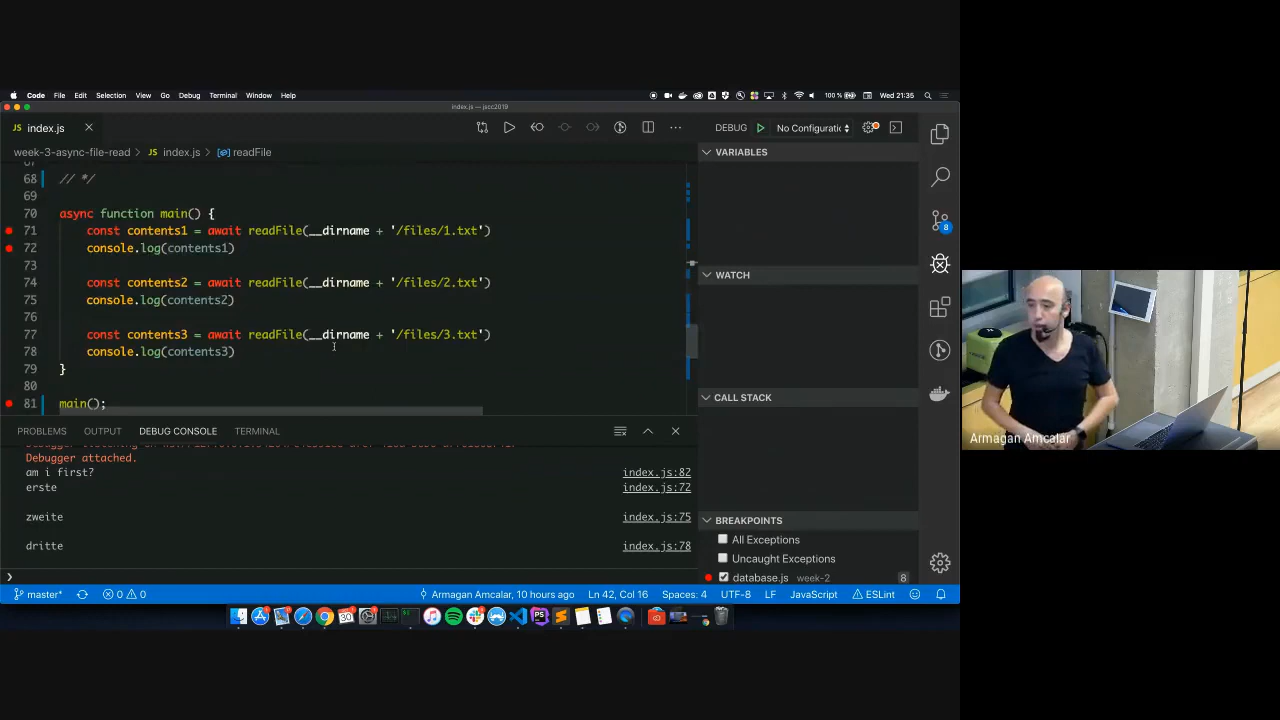 Code File Edit Selection View Go Debug Terminal Window Help 100 % Wed 21:35
index.js — jscc2019
JS index.js
DEBUG No Configuratic
week-3-async-file-read > JS index.js > readFile
VARIABLES
68 // */
69
70 async function main() {
71 const contents1 = await readFile(__dirname + '/files/1.txt')
72 console.log(contents1)
73
74 const contents2 = await readFile(__dirname + '/files/2.txt')
75 console.log(contents2)
76
77 const contents3 = await readFile(__dirname + '/files/3.txt')
78 console.log(contents3)
79 }
80
81 main();
WATCH
8
CALL STACK
PROBLEMS OUTPUT DEBUG CONSOLE TERMINAL
Debugger attached.
am i first? index.js:82
erste index.js:72
zweite index.js:75
dritte index.js:78
BREAKPOINTS
All Exceptions
Uncaught Exceptions
database.js week-2 8
master* 0 0 Armagan Amcalar, 10 hours ago Ln 42, Col 16 Spaces: 4 UTF-8 LF JavaScript ESLint
30 PS
Armagan Amcalar